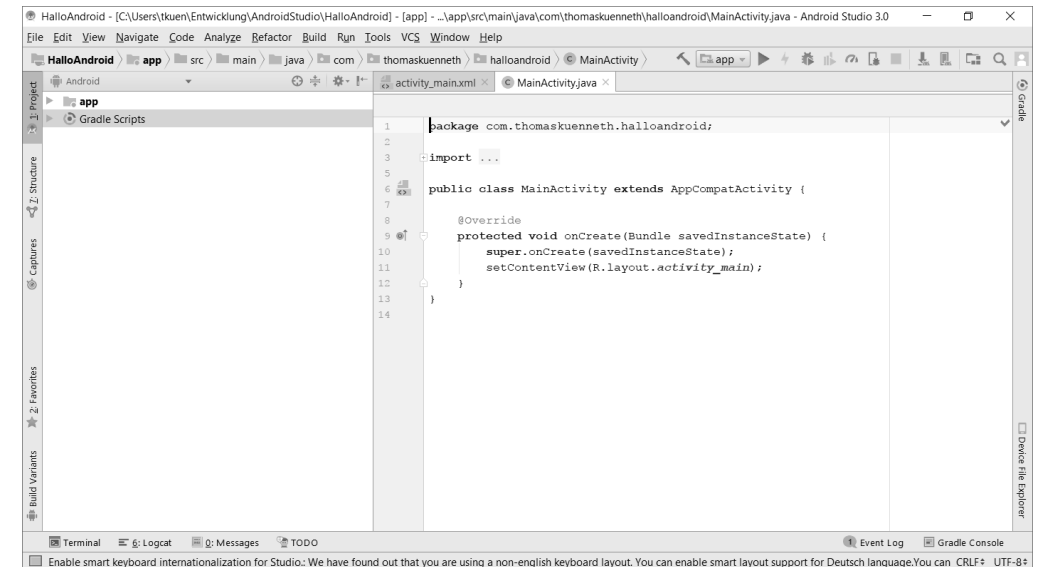 HalloAndroid - [C:\Users\tkuen\Entwicklung\AndroidStudio\HalloAndroid] - [app] - ...\app\src\main\java\com\thomaskuenneth\halloandroid\MainActivity.java - Android Studio 3.0
File Edit View Navigate Code Analyze Refactor Build Run Tools VCS Window Help
HalloAndroid app src main java com thomaskuenneth halloandroid MainActivity app
1: Project
Android
activity_main.xml MainActivity.java
Gradle
app
Gradle Scripts
1 package com.thomaskuenneth.halloandroid;
2
3 import ...
5
6 public class MainActivity extends AppCompatActivity {
7
8 @Override
9 protected void onCreate(Bundle savedInstanceState) {
10 super.onCreate(savedInstanceState);
11 setContentView(R.layout.activity_main);
12 }
13 }
14
Z: Structure
Captures
2: Favorites
Build Variants
Device File Explorer
Terminal 6: Logcat 0: Messages TODO 1 Event Log Gradle Console
Enable smart keyboard internationalization for Studio.: We have found out that you are using a non-english keyboard layout. You can enable smart layout support for Deutsch language.You can CRLF UTF-8